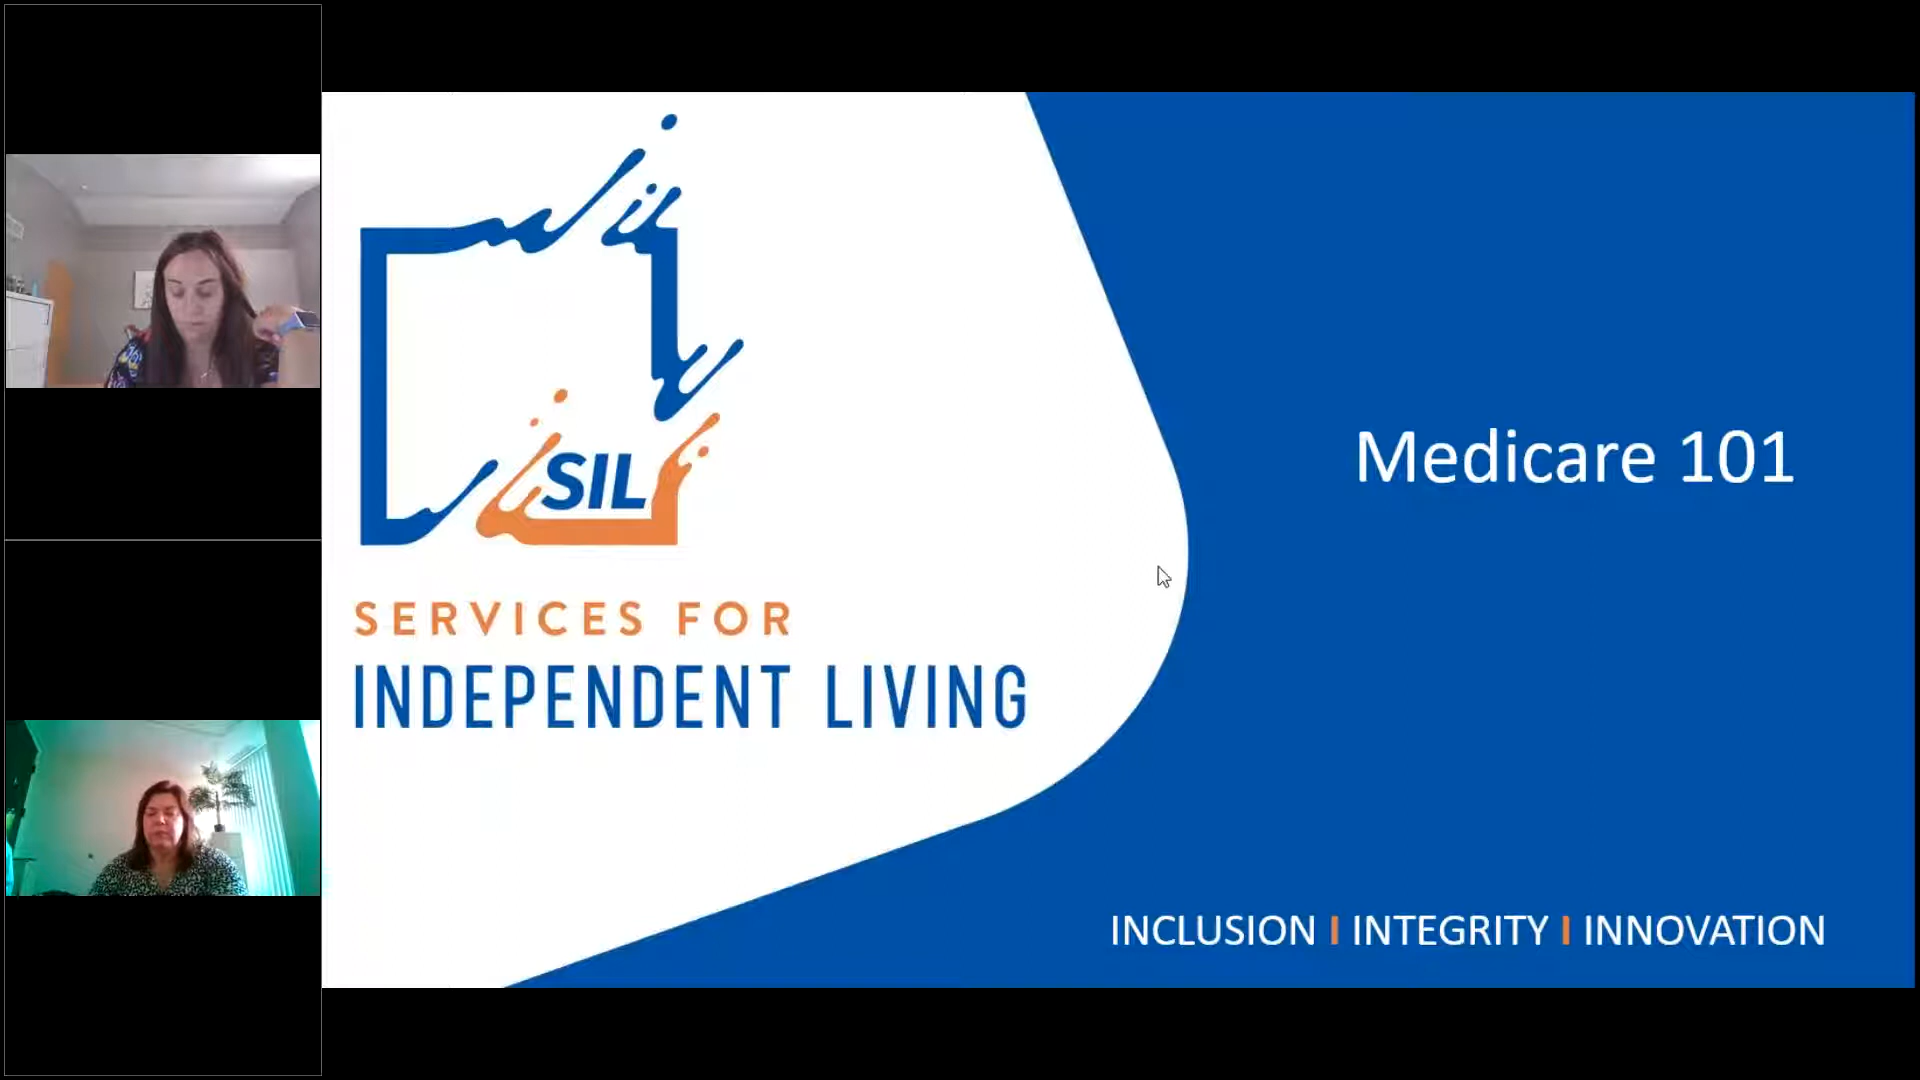 SIL
SERVICES FOR
INDEPENDENT LIVING
Medicare 101
INCLUSION I INTEGRITY I INNOVATION